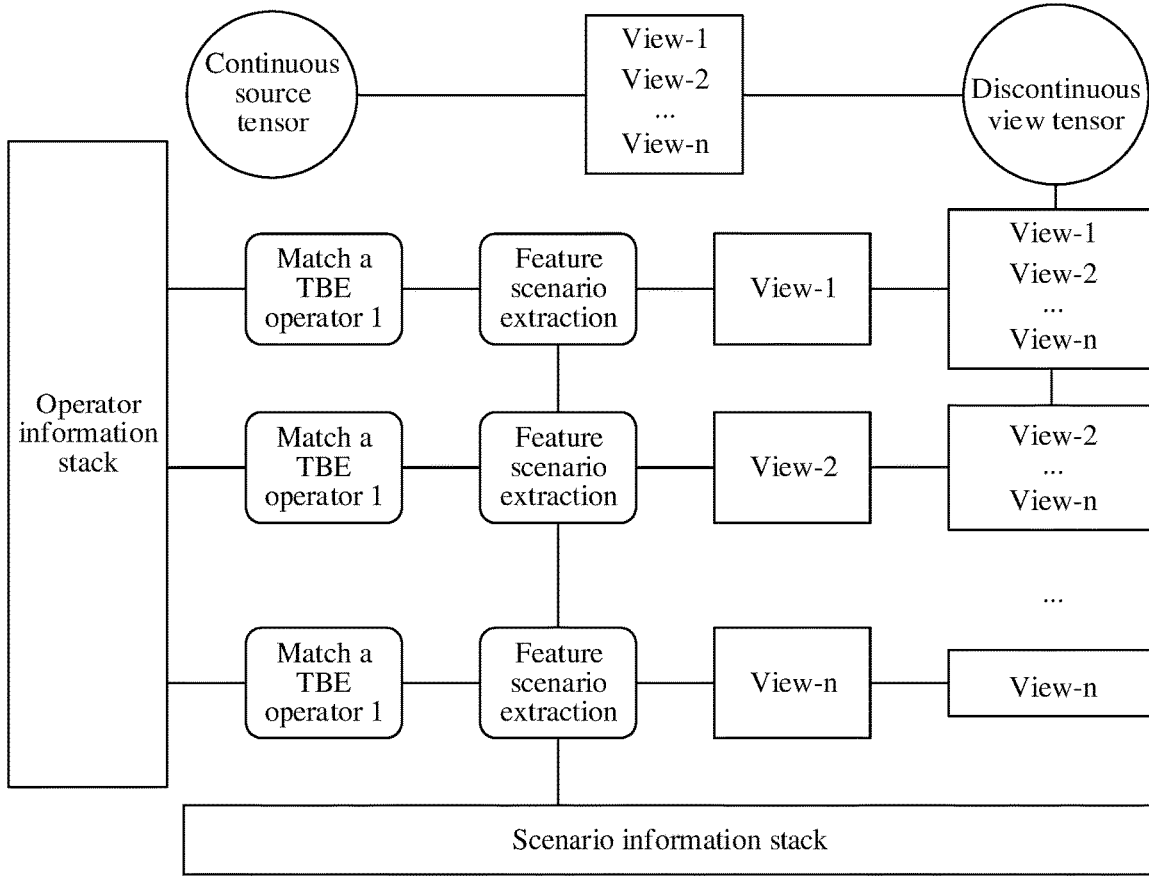 Continuous
source
tensor
View-1
View-2
...
View-n
Discontinuous
view tensor
Operator
information
stack
Match a
TBE
operator 1
Feature
scenario
extraction
View-1
View-1
View-2
...
View-n
Match a
TBE
operator 1
Feature
scenario
extraction
View-2
View-2
...
View-n
...
Match a
TBE
operator 1
Feature
scenario
extraction
View-n
View-n
Scenario information stack